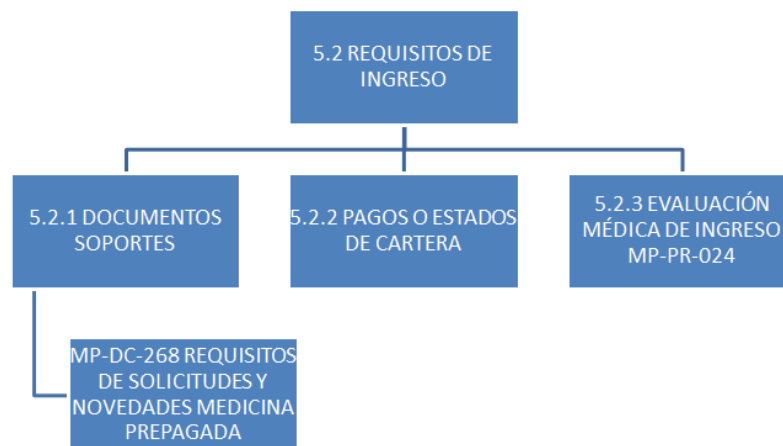 5.2 REQUISITOS DE
INGRESO
5.2.1 DOCUMENTOS
SOPORTES
5.2.2 PAGOS O ESTADOS
DE CARTERA
5.2.3 EVALUACIÓN
MÉDICA DE INGRESO
MP-PR-024
MP-DC-268 REQUISITOS
DE SOLICITUDES Y
NOVEDADES MEDICINA
PREPAGADA